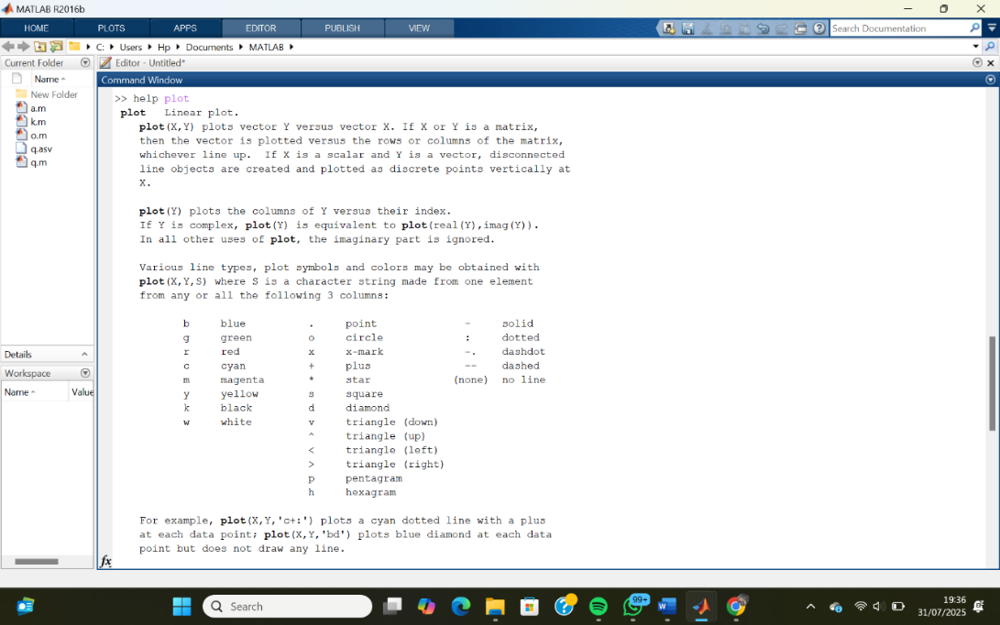 MATLAB R2016b
HOME PLOTS APPS EDITOR PUBLISH VIEW Search Documentation
C: Users Hp Documents MATLAB
Current Folder
Name
New Folder
a.m
k.m
o.m
q.asv
q.m
Details
Workspace
Name Value
Editor - Untitled*
Command Window
>> help plot
plot Linear plot.
plot(X,Y) plots vector Y versus vector X. If X or Y is a matrix,
then the vector is plotted versus the rows or columns of the matrix,
whichever line up. If X is a scalar and Y is a vector, disconnected
line objects are created and plotted as discrete points vertically at
X.
plot(Y) plots the columns of Y versus their index.
If Y is complex, plot(Y) is equivalent to plot(real(Y),imag(Y)).
In all other uses of plot, the imaginary part is ignored.
Various line types, plot symbols and colors may be obtained with
plot(X,Y,S) where S is a character string made from one element
from any or all the following 3 columns:
b blue . point - solid
g green o circle : dotted
r red x x-mark -. dashdot
c cyan + plus -- dashed
m magenta * star (none) no line
y yellow s square
k black d diamond
w white v triangle (down)
^ triangle (up)
< triangle (left)
> triangle (right)
p pentagram
h hexagram
For example, plot(X,Y,'c+:') plots a cyan dotted line with a plus
at each data point; plot(X,Y,'bd') plots blue diamond at each data
point but does not draw any line.
fx
Search
99+
19:36
31/07/2025